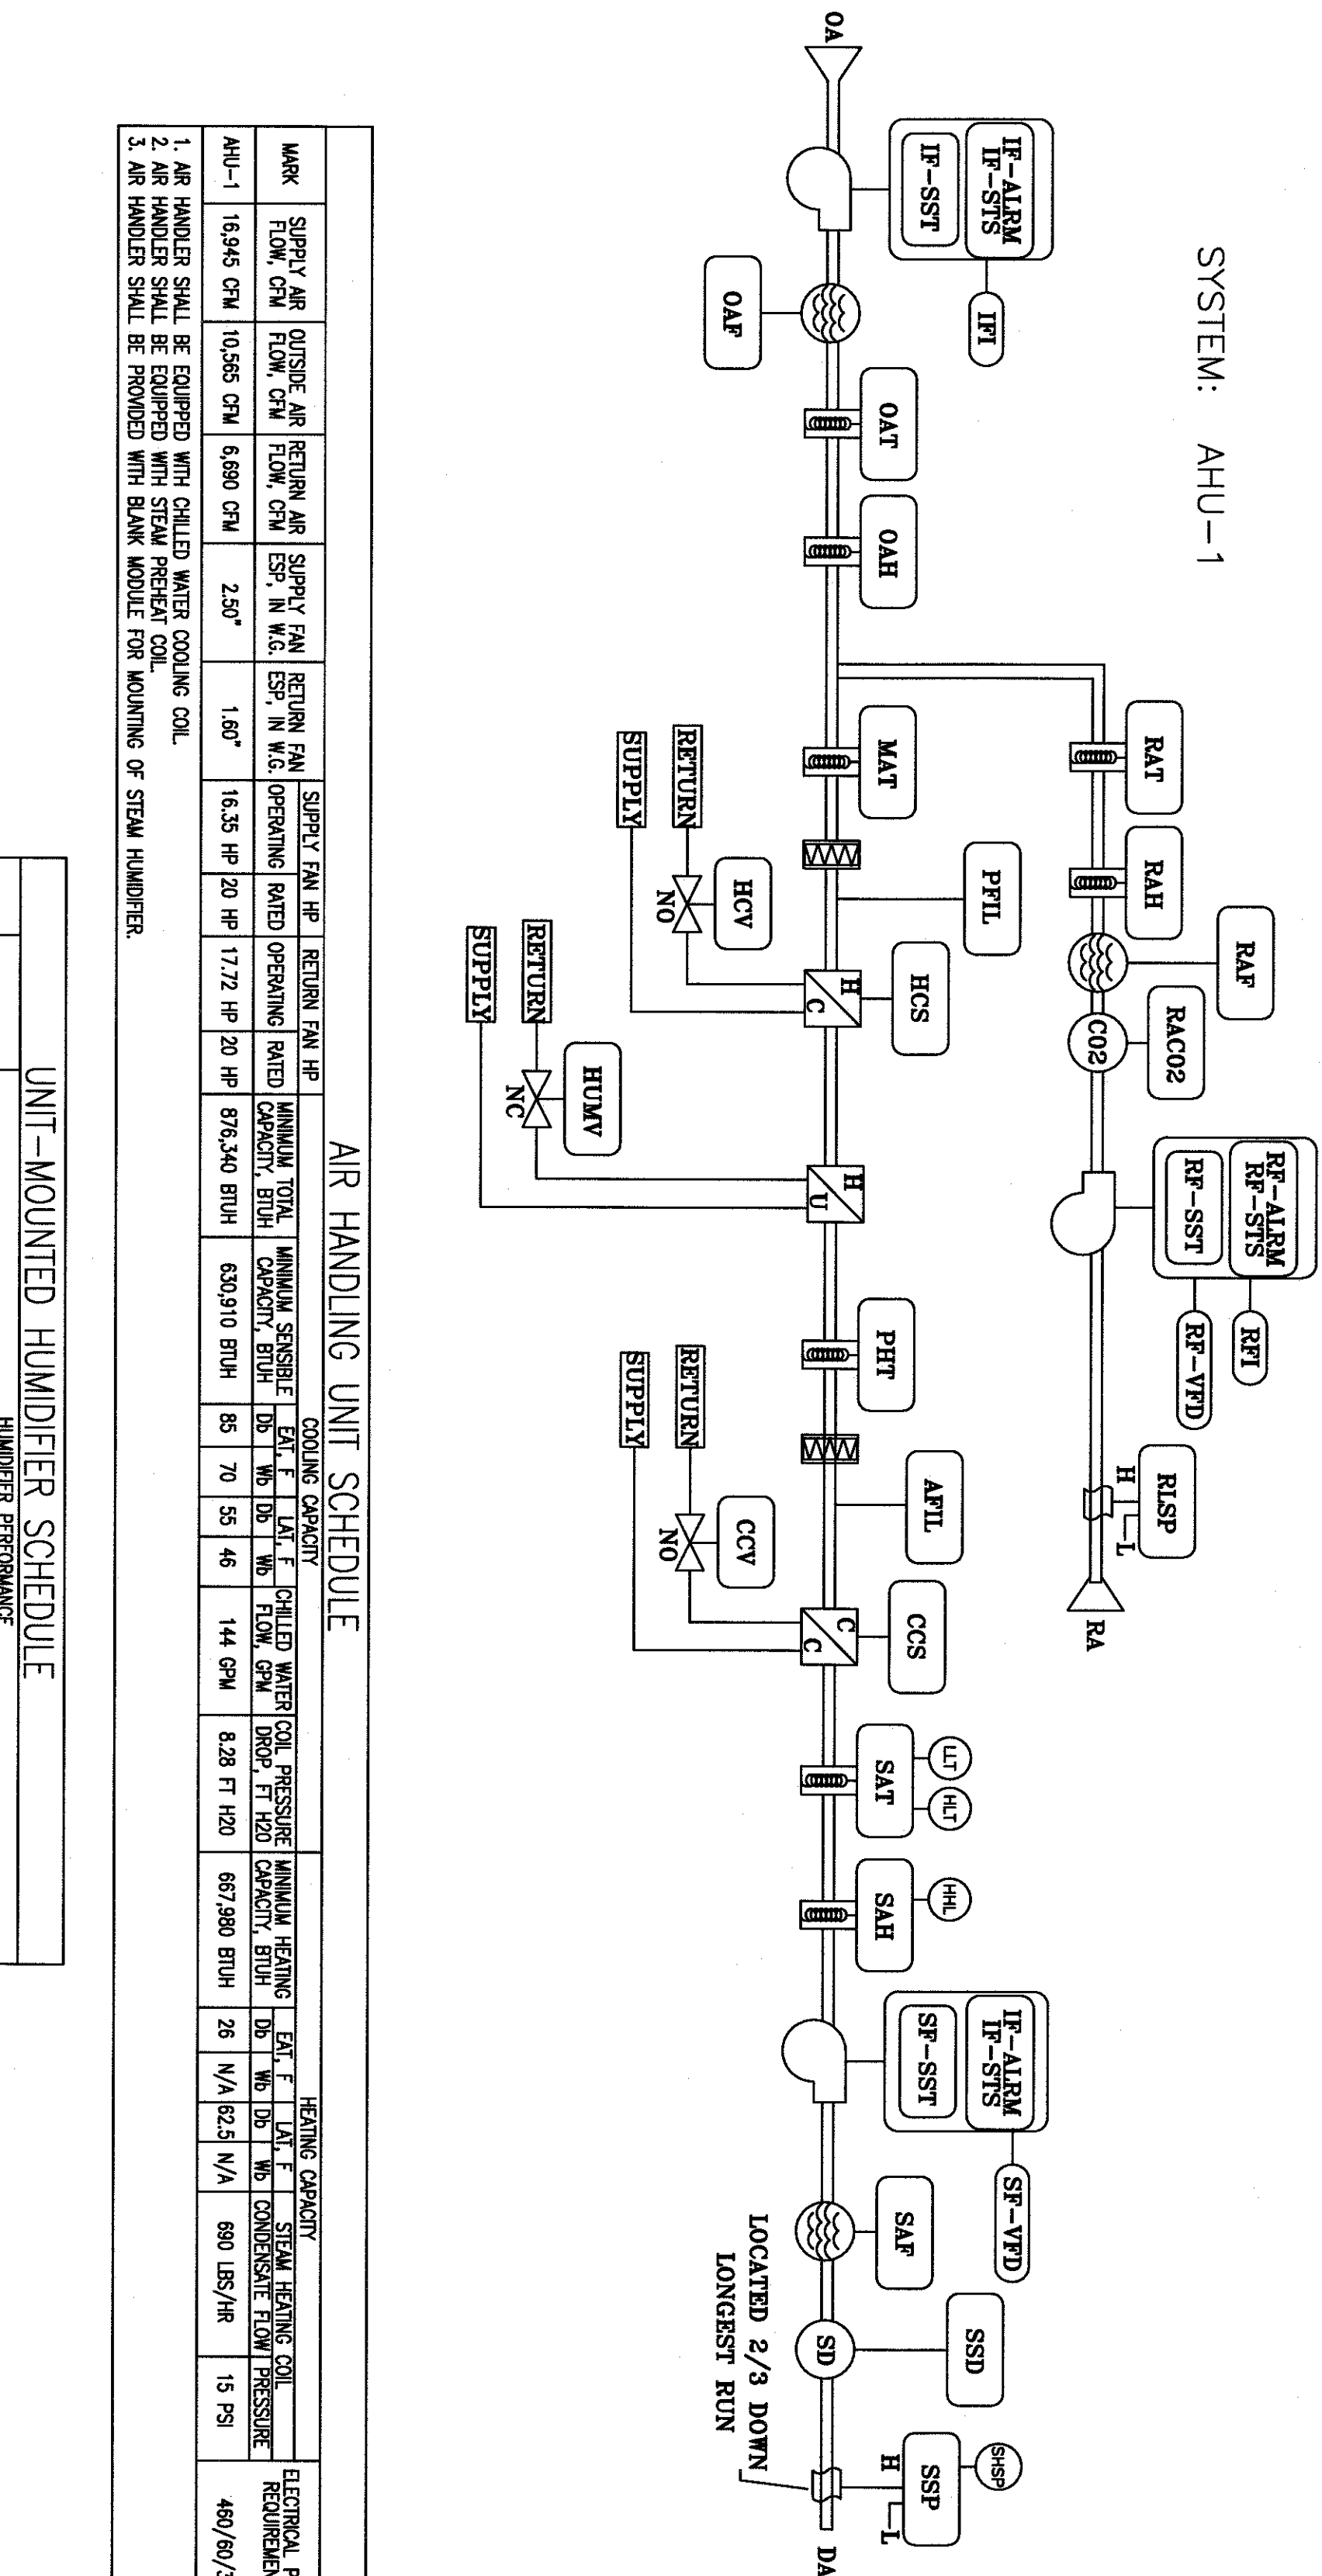 SYSTEM: AHU-1
OA
IF-ALRM
IF-STS
IF-SST
IFI
OAF
OAT
OAH
RAT
RAH
RAF
RACO2
CO2
RF-ALRM
RF-STS
RF-SST
RFI
RF-VFD
RLSP
H
L
RA
MAT
PFIL
RETURN
SUPPLY
HCV
NO
HCS
H
C
RETURN
SUPPLY
HUMV
NC
H
U
PHT
AFIL
RETURN
SUPPLY
CCV
NO
CCS
C
C
LLT
HLT
SAT
HHL
SAH
IF-ALRM
IF-STS
SF-SST
SF-VFD
SAF
SSD
SD
SHSP
SSP
H
L
DA
LOCATED 2/3 DOWN
LONGEST RUN
AIR HANDLING UNIT SCHEDULE
MARK
SUPPLY AIR
FLOW, CFM
OUTSIDE AIR
FLOW, CFM
RETURN AIR
FLOW, CFM
SUPPLY FAN
ESP, IN W.G.
RETURN FAN
ESP, IN W.G.
SUPPLY FAN HP
OPERATING RATED
RETURN FAN HP
OPERATING RATED
COOLING CAPACITY
MINIMUM TOTAL
CAPACITY, BTUH
MINIMUM SENSIBLE
CAPACITY, BTUH
EAT, F
Db Wb
LAT, F
Db Wb
CHILLED WATER
FLOW, GPM
COIL PRESSURE
DROP, FT H20
HEATING CAPACITY
MINIMUM HEATING
CAPACITY, BTUH
EAT, F
Db Wb
LAT, F
Db Wb
STEAM HEATING COIL
CONDENSATE FLOW PRESSURE
ELECTRICAL
AHU-1 16,945 CFM 10,565 CFM 6,690 CFM 2.50" 1.60" 16.35 HP 20 HP 17.72 HP 20 HP 876,340 BTUH 630,910 BTUH 85 70 55 46 144 GPM 8.28 FT H20 667,980 BTUH 26 N/A 62.5 N/A 690 LBS/HR 15 PSI
1. AIR HANDLER SHALL BE EQUIPPED WITH CHILLED WATER COOLING COIL.
2. AIR HANDLER SHALL BE EQUIPPED WITH STEAM PREHEAT COIL.
3. AIR HANDLER SHALL BE PROVIDED WITH BLANK MODULE FOR MOUNTING OF STEAM HUMIDIFIER.
UNIT-MOUNTED HUMIDIFIER SCHEDULE
HUMIDIFIER PERFORMANCE